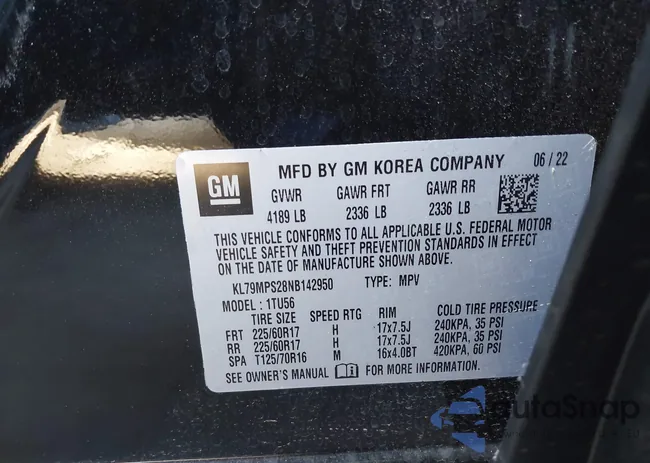 GM
MFD BY GM KOREA COMPANY 06 / 22
GVWR GAWR FRT GAWR RR
4189 LB 2336 LB 2336 LB
THIS VEHICLE CONFORMS TO ALL APPLICABLE U.S. FEDERAL MOTOR
VEHICLE SAFETY AND THEFT PREVENTION STANDARDS IN EFFECT
ON THE DATE OF MANUFACTURE SHOWN ABOVE.
KL79MPS28NB142950 TYPE: MPV
MODEL : 1TU56
TIRE SIZE SPEED RTG RIM COLD TIRE PRESSURE
FRT 225/60R17 H 17x7.5J 240KPA, 35 PSI
RR 225/60R17 H 17x7.5J 240KPA, 35 PSI
SPA T125/70R16 M 16x4.0BT 420KPA, 60 PSI
SEE OWNER'S MANUAL i FOR MORE INFORMATION.
autoSnap